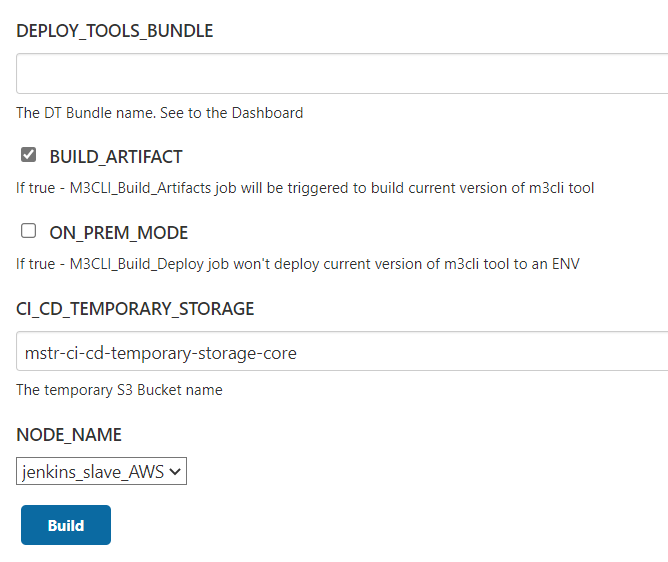 DEPLOY_TOOLS_BUNDLE
The DT Bundle name. See to the Dashboard
BUILD_ARTIFACT
If true - M3CLI_Build_Artifacts job will be triggered to build current version of m3cli tool
ON_PREM_MODE
If true - M3CLI_Build_Deploy job won't deploy current version of m3cli tool to an ENV
CI_CD_TEMPORARY_STORAGE
mstr-ci-cd-temporary-storage-core
The temporary S3 Bucket name
NODE_NAME
jenkins_slave_AWS
Build